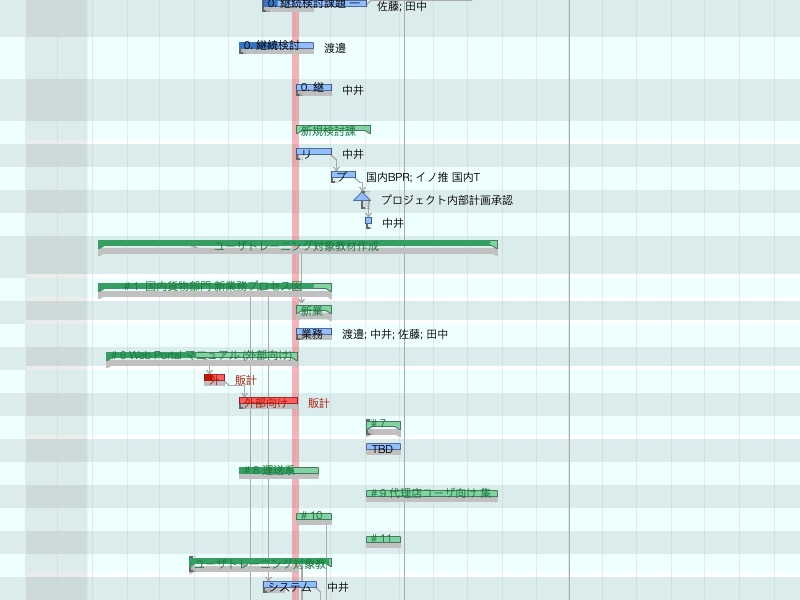 0. 継続検討課題 一
佐藤; 田中
0. 継続検討
渡邉
0. 継
中井
新規検討課
リ
中井
プ
国内BPR; イノ推 国内T
プロジェクト内部計画承認
中井
ユーザトレーニング対象教材作成
# 1 国内貨物部門 新業務プロセス図
新業
業務
渡邉; 中井; 佐藤; 田中
# 6 Web Portal マニュアル (外部向け)
外
販計
外部向け
販計
# 7
TBD
# 8 運送系
# 9 代理店ユーザ向け 集
# 10
# 11
ユーザトレーニング対象教
システム
中井